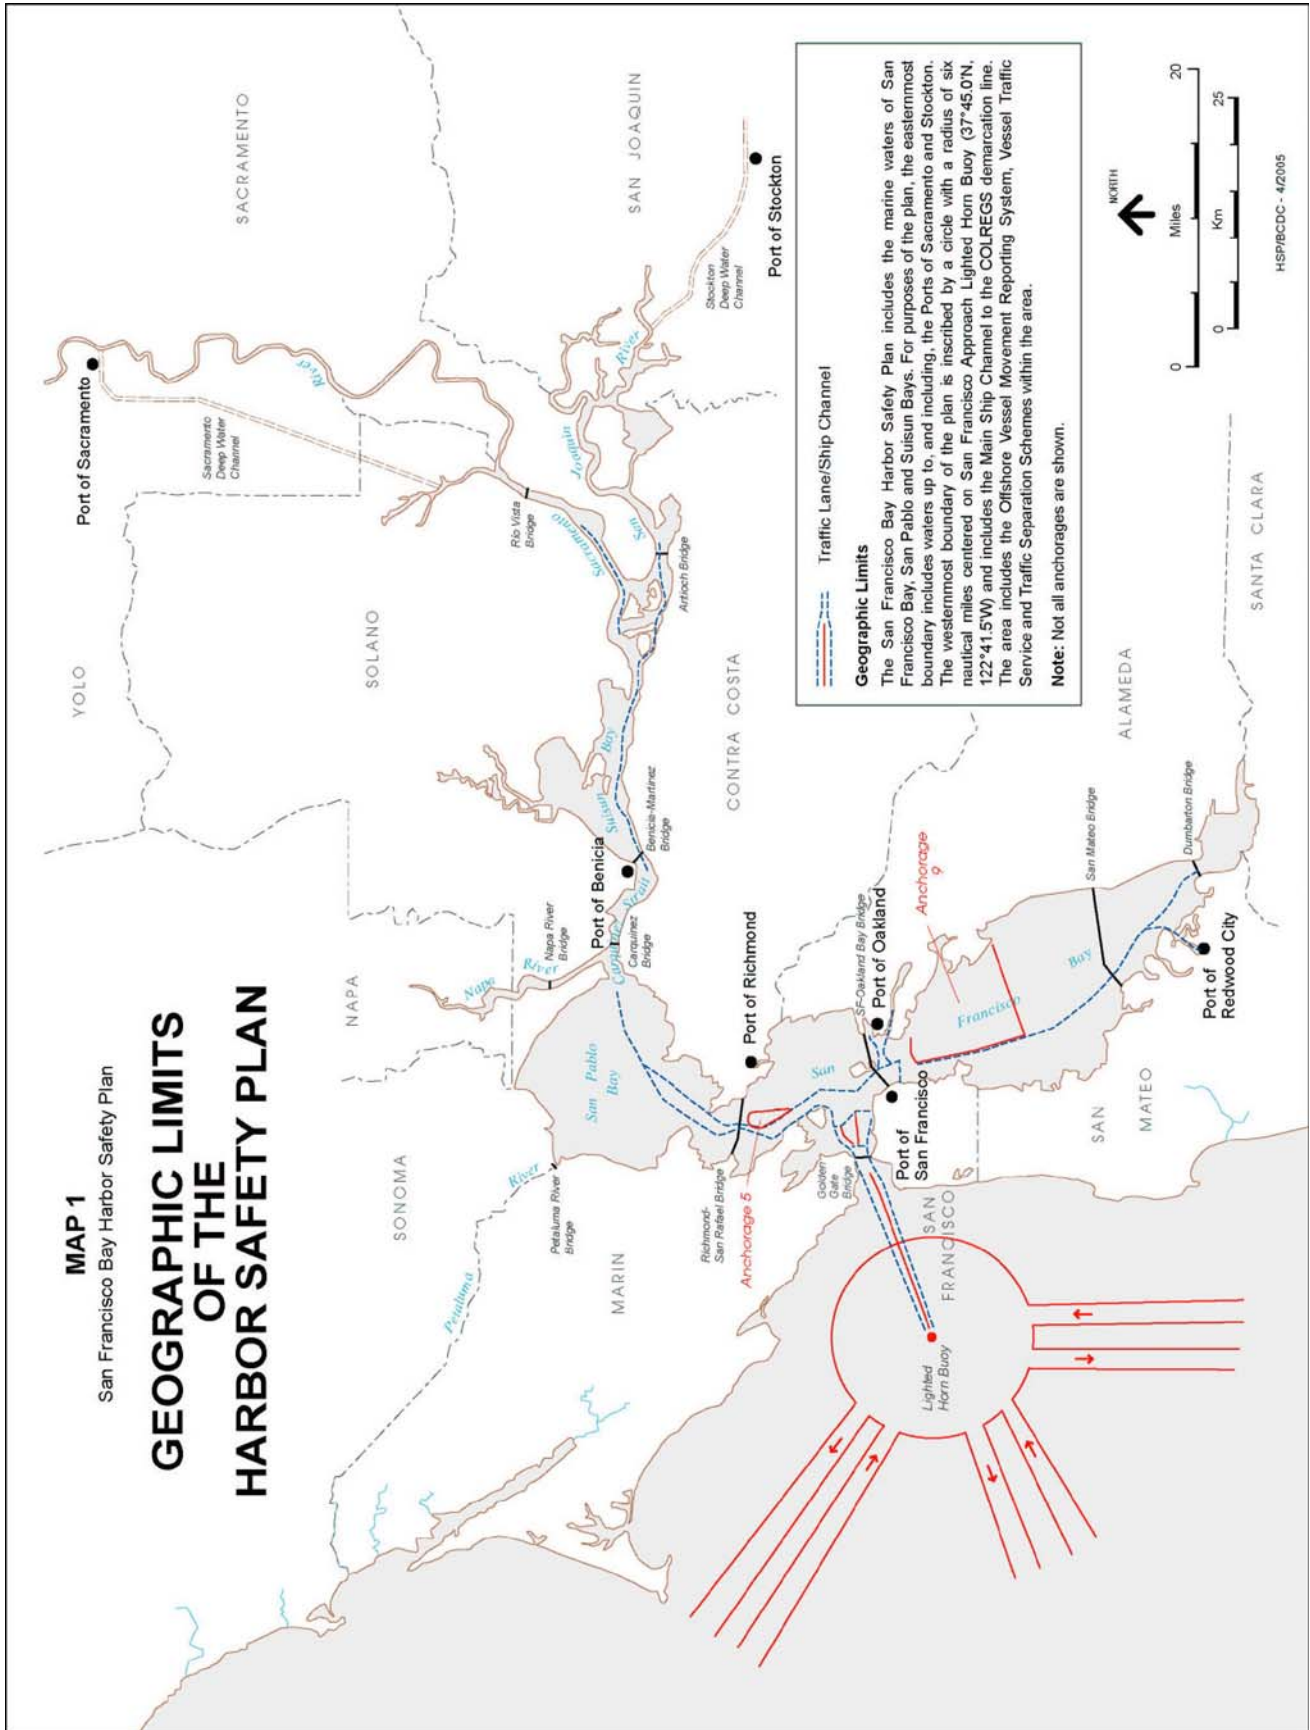 MAP 1
San Francisco Bay Harbor Safety Plan
GEOGRAPHIC LIMITS
OF THE
HARBOR SAFETY PLAN
YOLO
Port of Sacramento
SACRAMENTO
Sacramento
Deep Water
Channel
River
NAPA
SOLANO
SONOMA
Petaluma
River
Petaluma River
Bridge
Napa
River
Napa River
Bridge
San Pablo
Bay
Port of Benicia
Carquinez
Strait
Carquinez
Bridge
Benicia-Martinez
Bridge
Suisun
Bay
Rio Vista
Bridge
Sacramento
San
Joaquin
River
Antioch Bridge
SAN JOAQUIN
Stockton
Deep Water
Channel
Port of Stockton
MARIN
Richmond-
San Rafael Bridge
Anchorage 5
Port of Richmond
CONTRA COSTA
Golden
Gate
Bridge
San
Francisco
Bay
SF-Oakland Bay Bridge
Port of Oakland
Port of
San Francisco
SAN
FRANCISCO
Lighted
Horn Buoy
Anchorage
9
San Mateo Bridge
Dumbarton Bridge
Port of
Redwood City
SAN
MATEO
ALAMEDA
SANTA CLARA
Traffic Lane/Ship Channel
Geographic Limits
The San Francisco Bay Harbor Safety Plan includes the marine waters of San
Francisco Bay, San Pablo and Suisun Bays. For purposes of the plan, the easternmost
boundary includes waters up to, and including, the Ports of Sacramento and Stockton.
The westernmost boundary of the plan is inscribed by a circle with a radius of six
nautical miles centered on San Francisco Approach Lighted Horn Buoy (37°45.0'N,
122°41.5'W) and includes the Main Ship Channel to the COLREGS demarcation line.
The area includes the Offshore Vessel Movement Reporting System, Vessel Traffic
Service and Traffic Separation Schemes within the area.
Note: Not all anchorages are shown.
NORTH
0 Miles 20
0 Km 25
HSP/BCDC - 4/2005